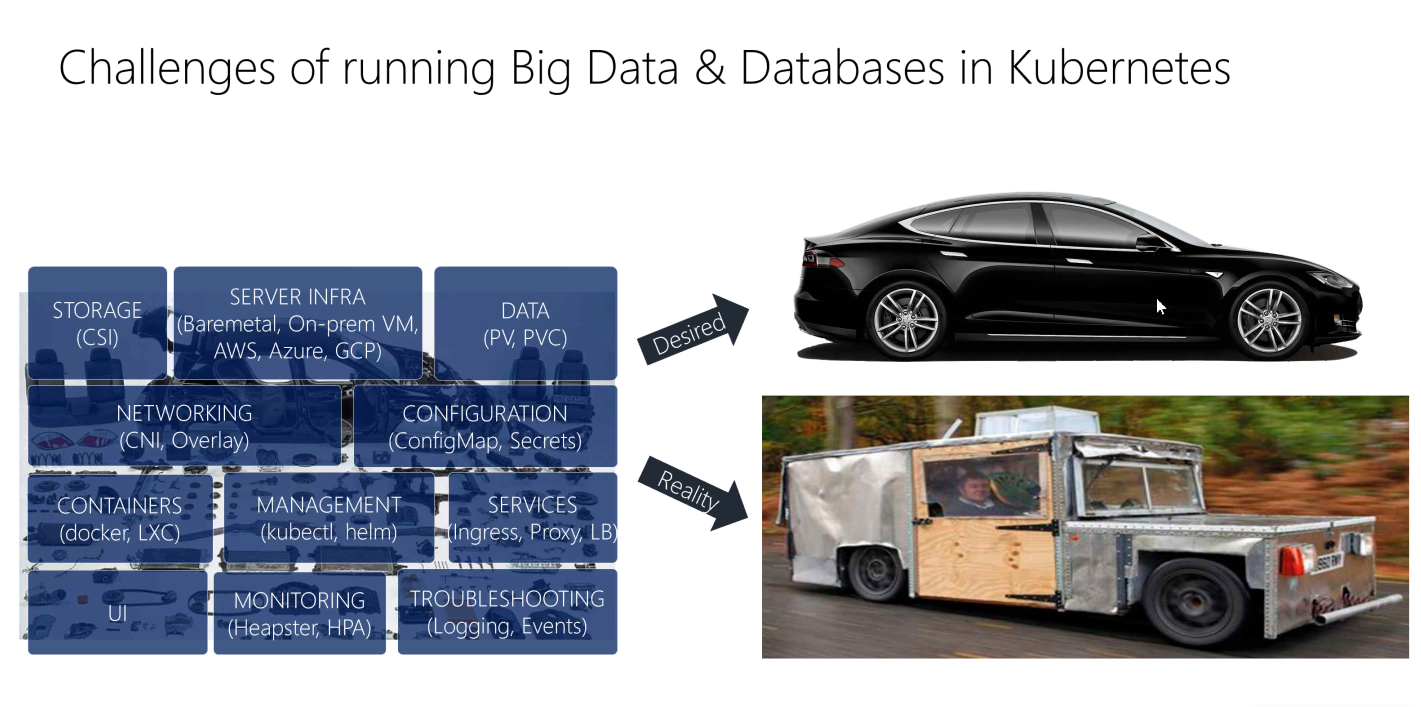 Challenges of running Big Data & Databases in Kubernetes
STORAGE
(CSI)
SERVER INFRA
(Baremetal, On-prem VM,
AWS, Azure, GCP)
DATA
(PV, PVC)
NETWORKING
(CNI, Overlay)
CONFIGURATION
(ConfigMap, Secrets)
CONTAINERS
(docker, LXC)
MANAGEMENT
(kubectl, helm)
SERVICES
(Ingress, Proxy, LB)
UI
MONITORING
(Heapster, HPA)
TROUBLESHOOTING
(Logging, Events)
Desired
Reality